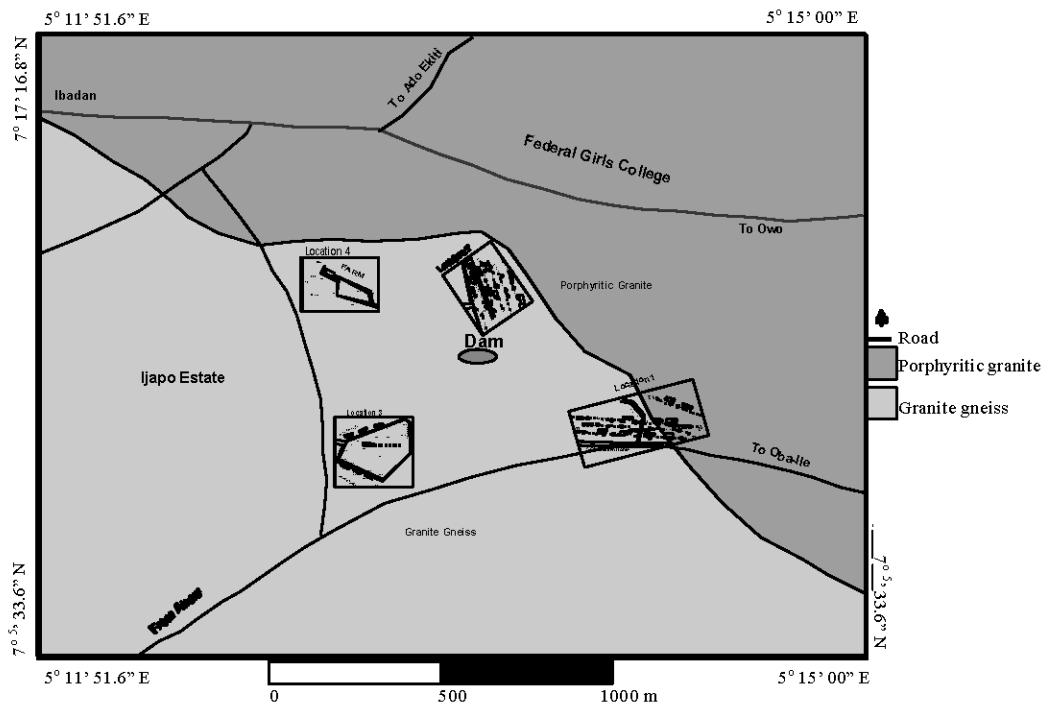 5° 11' 51.6" E
5° 15' 00" E
7° 17' 16.8" N
Ibadan
To Ado Ekiti
Federal Girls College
To Owo
Location 4
FARM
Porphyritic Granite
Dam
Ijapo Estate
Location 1
Location 3
To Oba-Ile
Granite Gneiss
Road
Porphyritic granite
Granite gneiss
7° 5' 33.6" N
7° 5' 33.6" N
5° 11' 51.6" E
5° 15' 00" E
0
500
1000 m